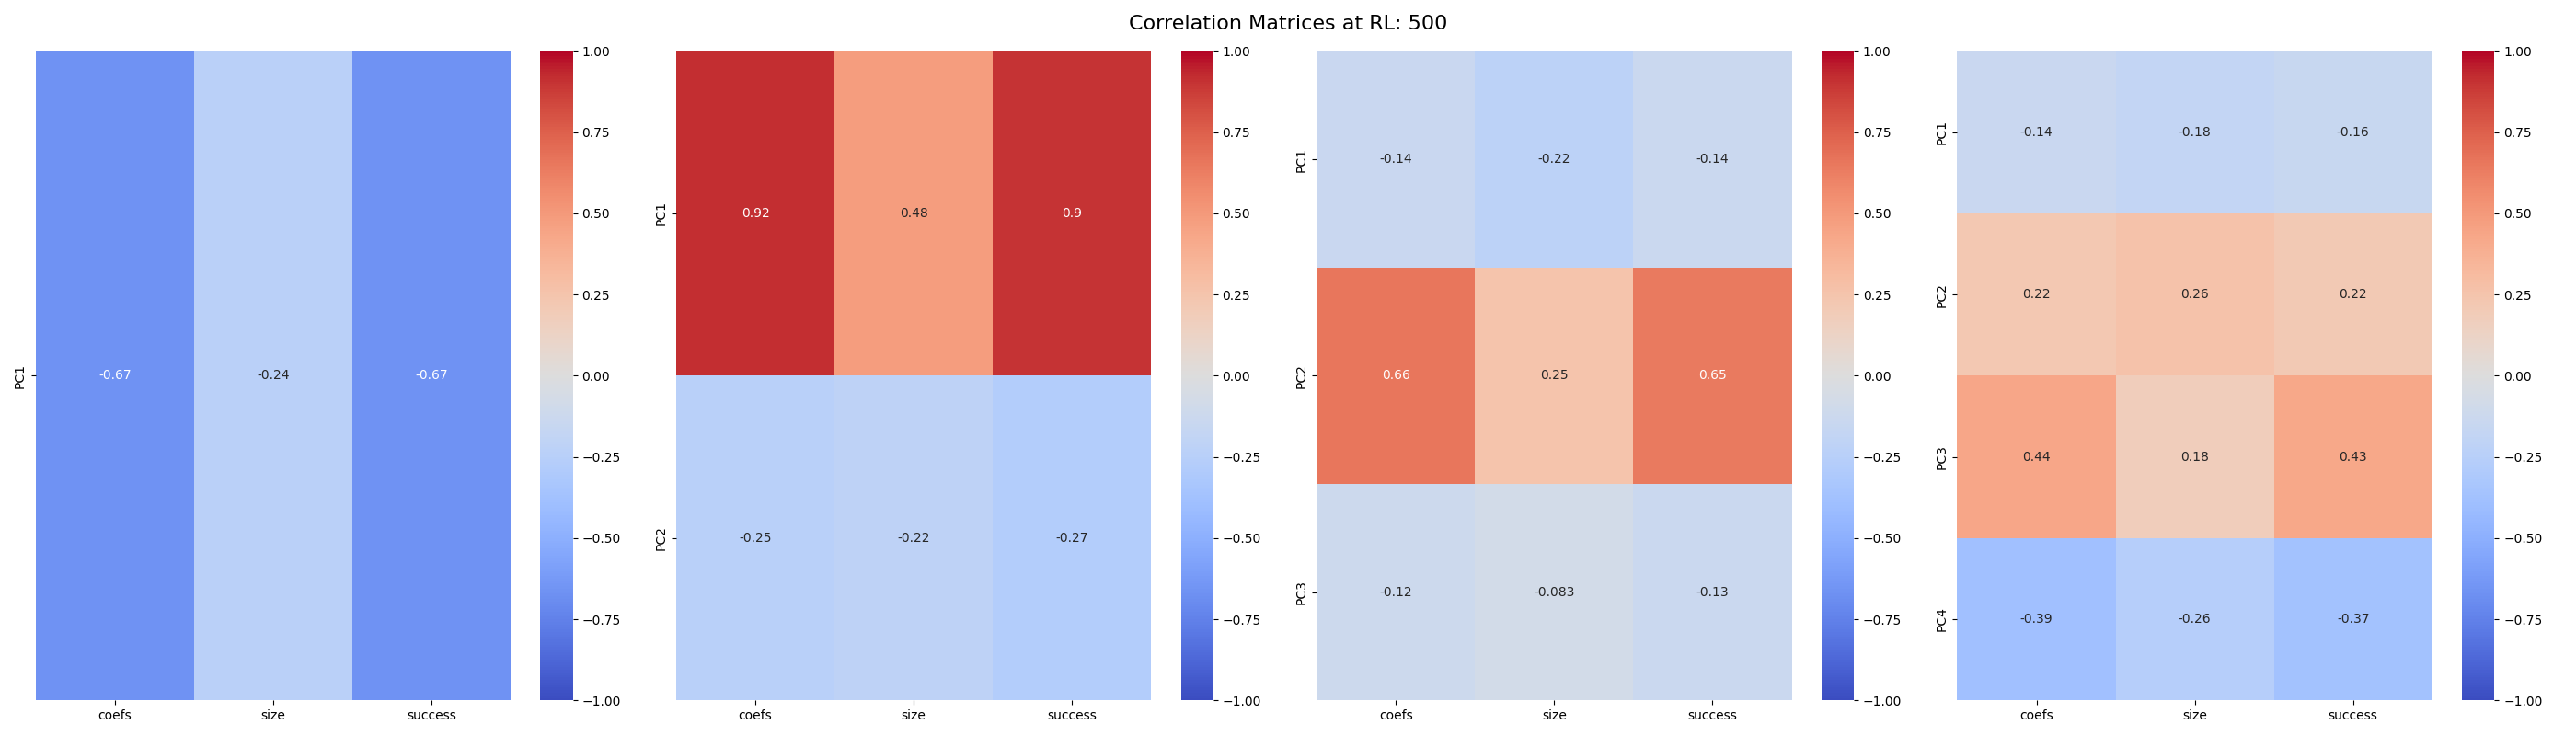 Correlation Matrices at RL: 500
PC1
-0.67 -0.24 -0.67
coefs size success
1.00
0.75
0.50
0.25
0.00
−0.25
−0.50
−0.75
−1.00
PC1
0.92 0.48 0.9
PC2
-0.25 -0.22 -0.27
coefs size success
1.00
0.75
0.50
0.25
0.00
−0.25
−0.50
−0.75
−1.00
PC1
-0.14 -0.22 -0.14
PC2
0.66 0.25 0.65
PC3
-0.12 -0.083 -0.13
coefs size success
1.00
0.75
0.50
0.25
0.00
−0.25
−0.50
−0.75
−1.00
PC1
-0.14 -0.18 -0.16
PC2
0.22 0.26 0.22
PC3
0.44 0.18 0.43
PC4
-0.39 -0.26 -0.37
coefs size success
1.00
0.75
0.50
0.25
0.00
−0.25
−0.50
−0.75
−1.00